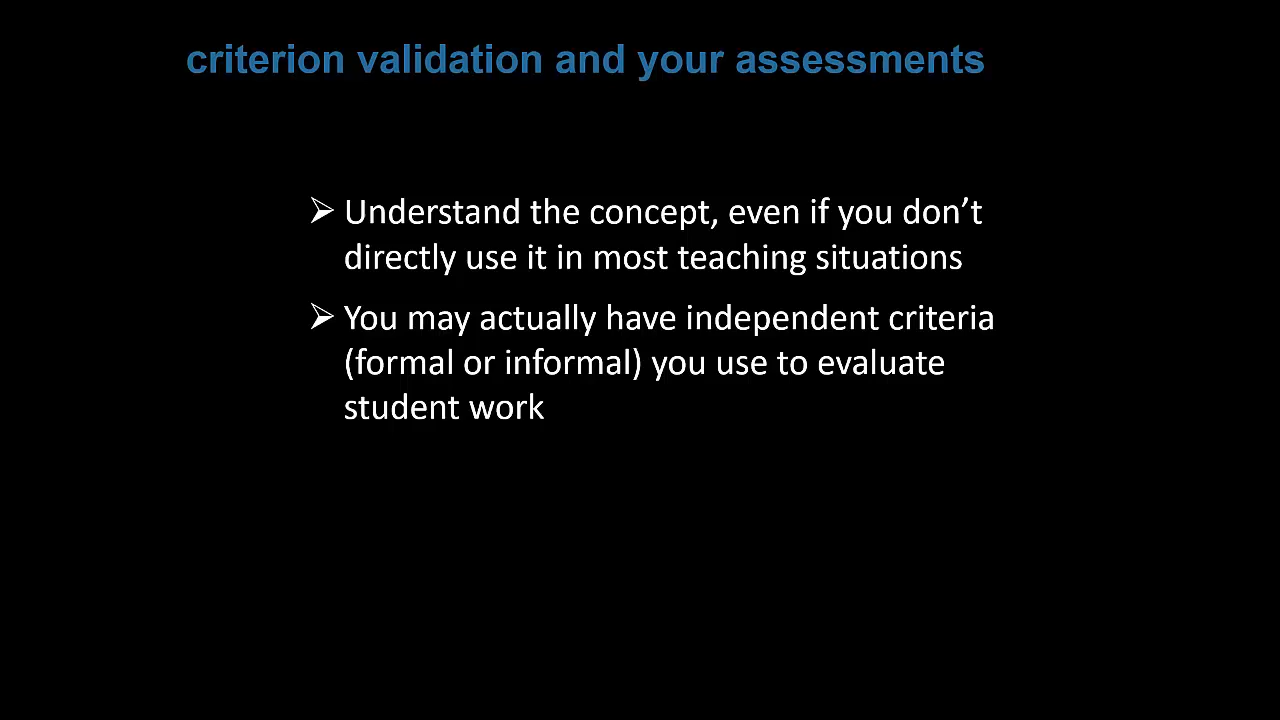 criterion validation and your assessments
➢ Understand the concept, even if you don’t
directly use it in most teaching situations
➢ You may actually have independent criteria
(formal or informal) you use to evaluate
student work